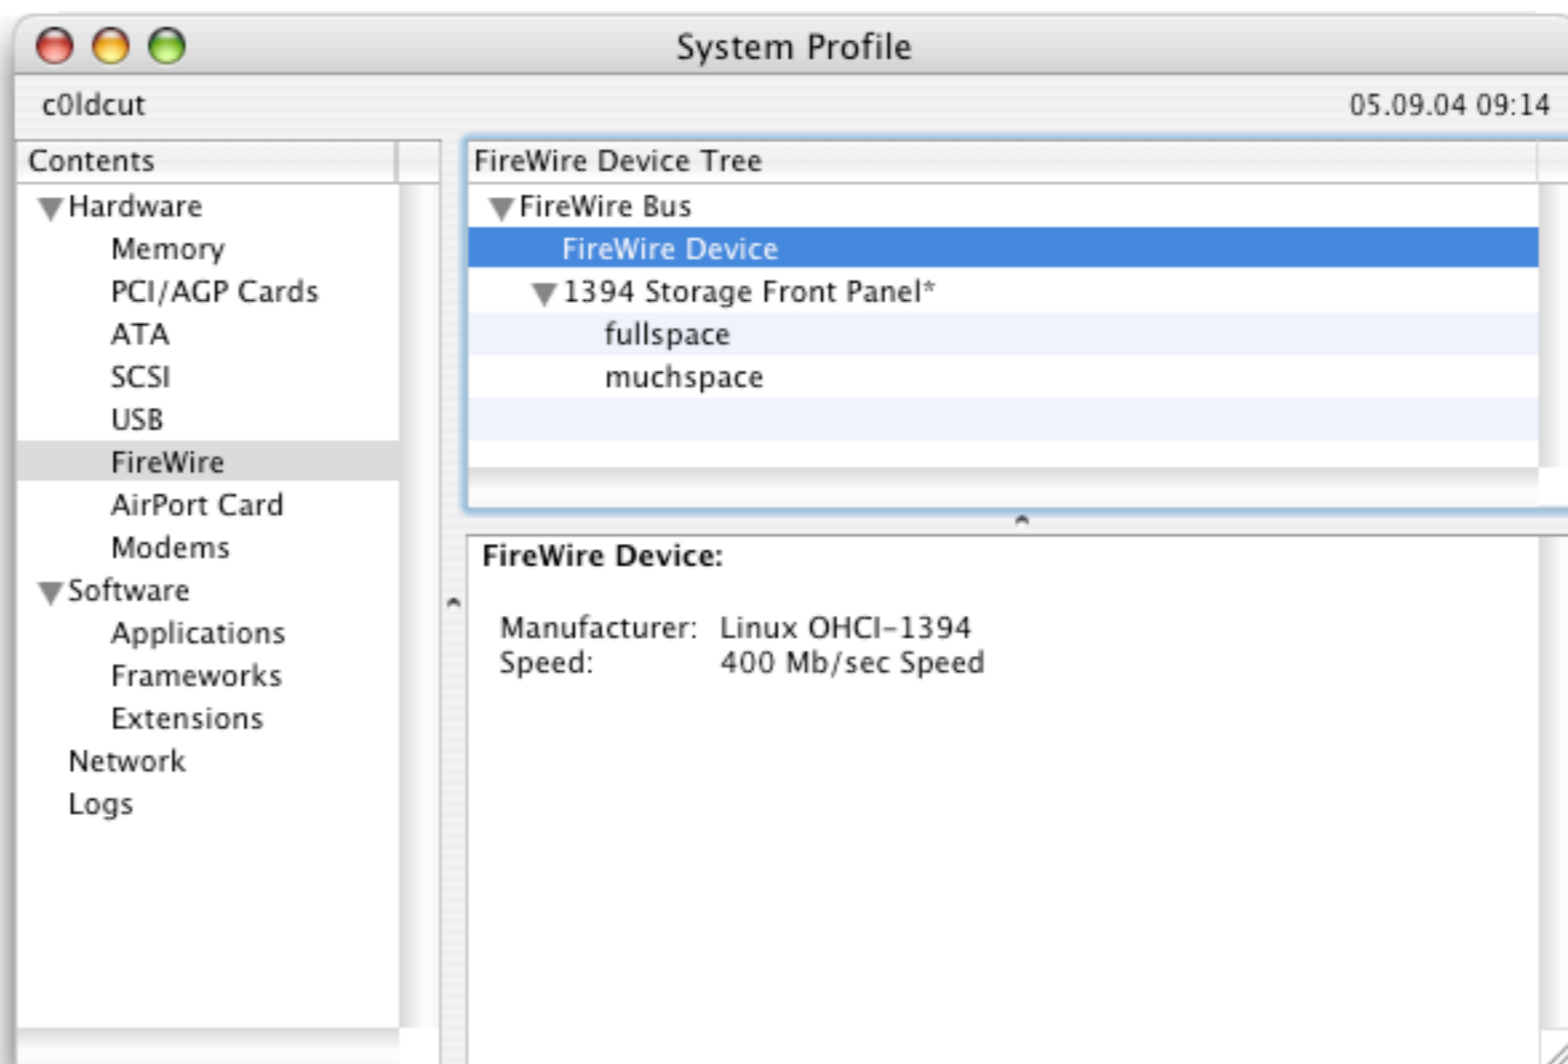 System Profile
c0ldcut
05.09.04 09:14
Contents
Hardware
Memory
PCI/AGP Cards
ATA
SCSI
USB
FireWire
AirPort Card
Modems
Software
Applications
Frameworks
Extensions
Network
Logs
FireWire Device Tree
FireWire Bus
FireWire Device
1394 Storage Front Panel*
fullspace
muchspace
FireWire Device:
Manufacturer: Linux OHCI-1394
Speed: 400 Mb/sec Speed